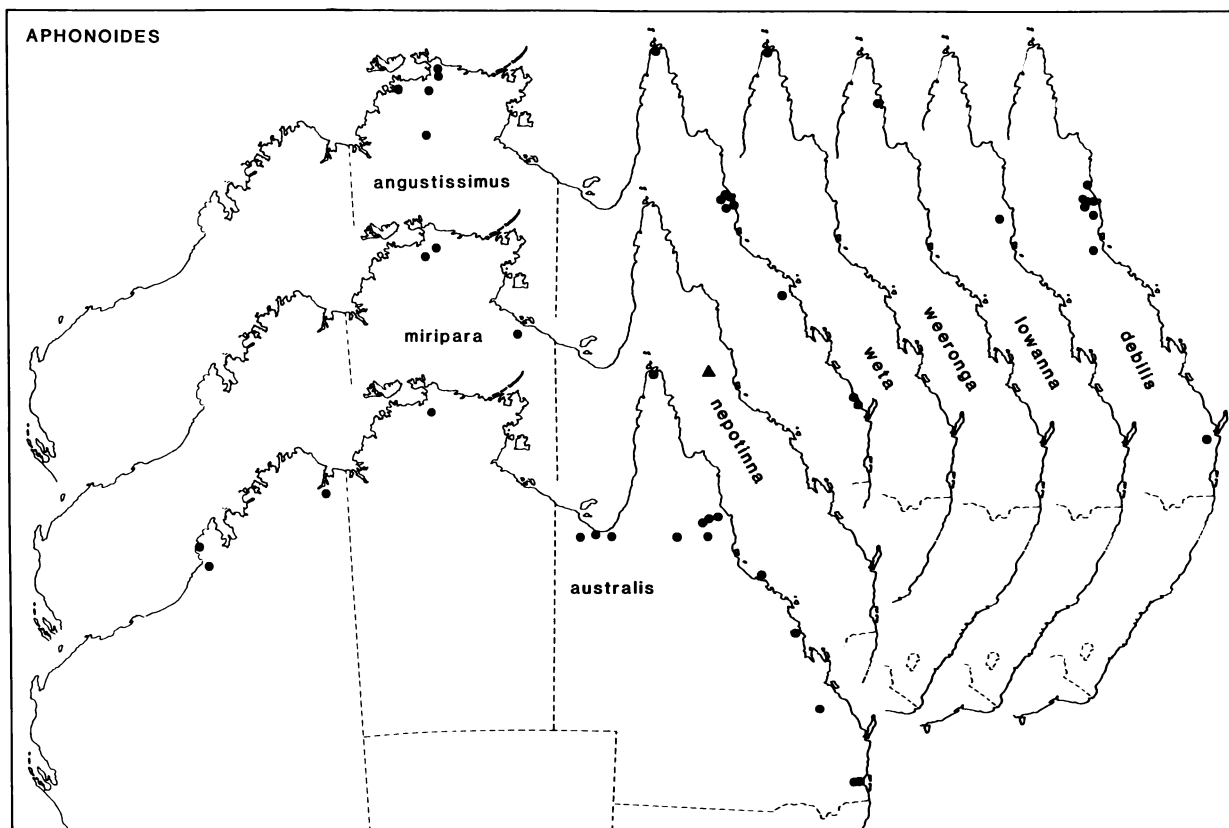 APHONOIDES
angustissimus
miripara
australis
nepotinna
weta
weeronga
lowanna
debilis